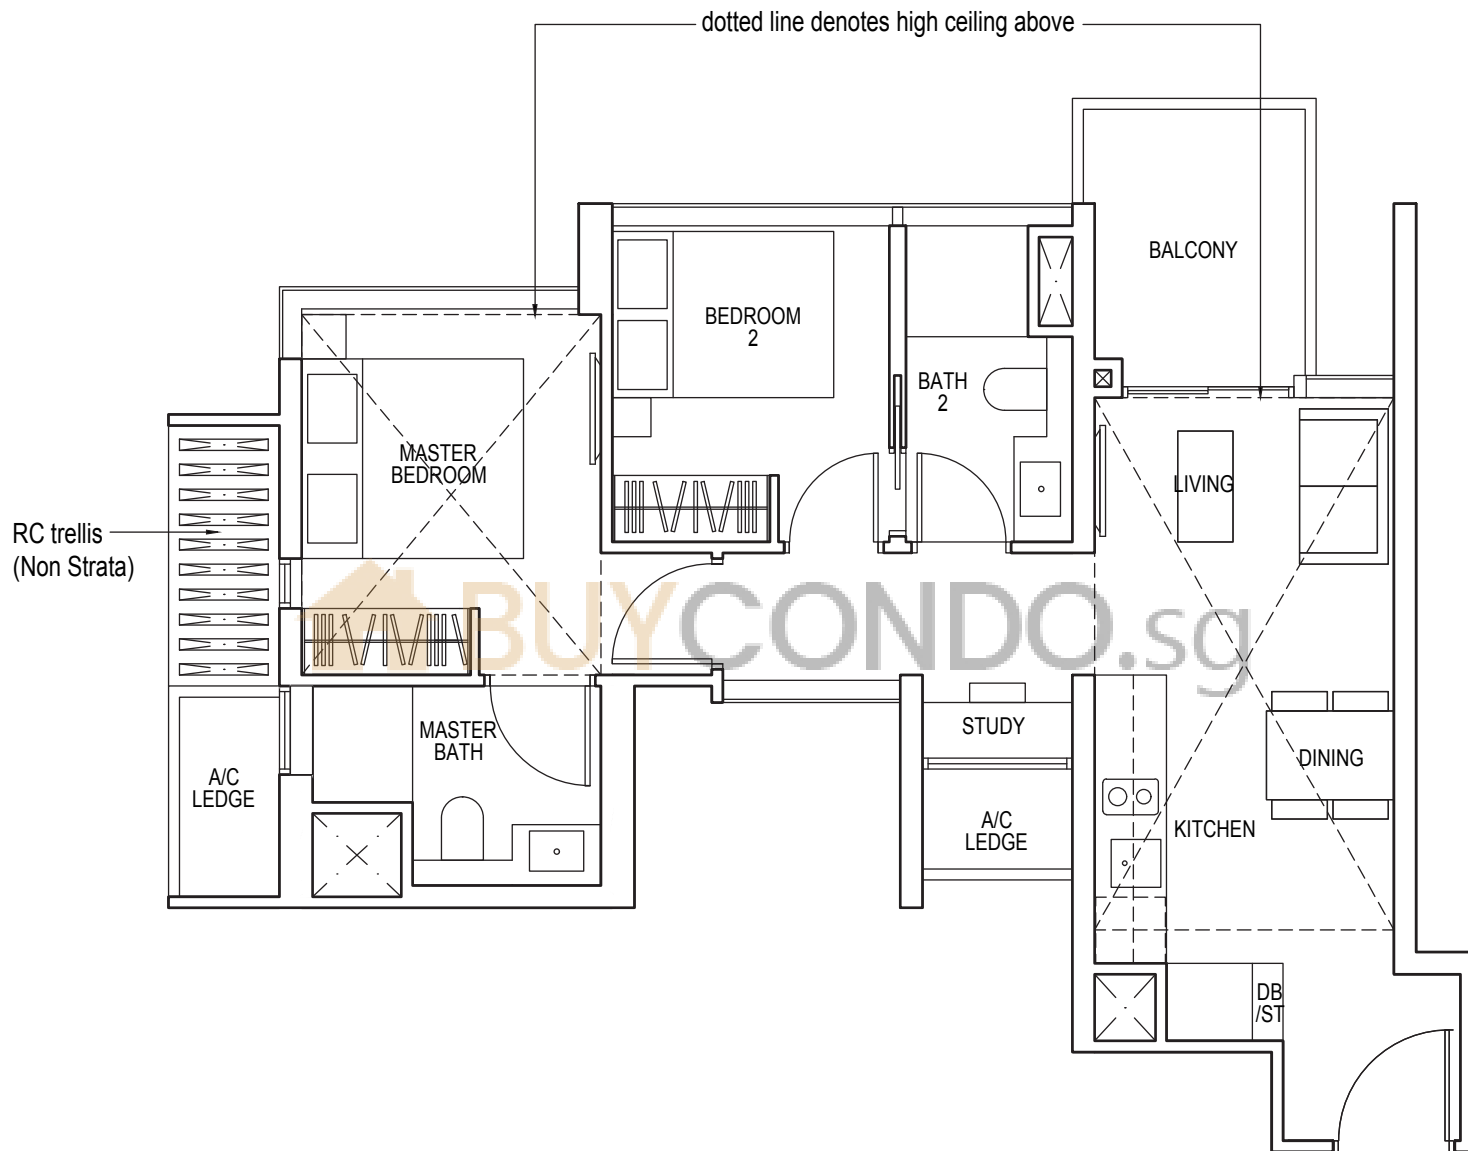 dotted line denotes high ceiling above
BALCONY
BEDROOM
2
BATH
2
MASTER
BEDROOM
LIVING
RC trellis
(Non Strata)
BUYCONDO.sg
STUDY
MASTER
BATH
DINING
A/C
LEDGE
A/C
LEDGE
KITCHEN
DB
/ST